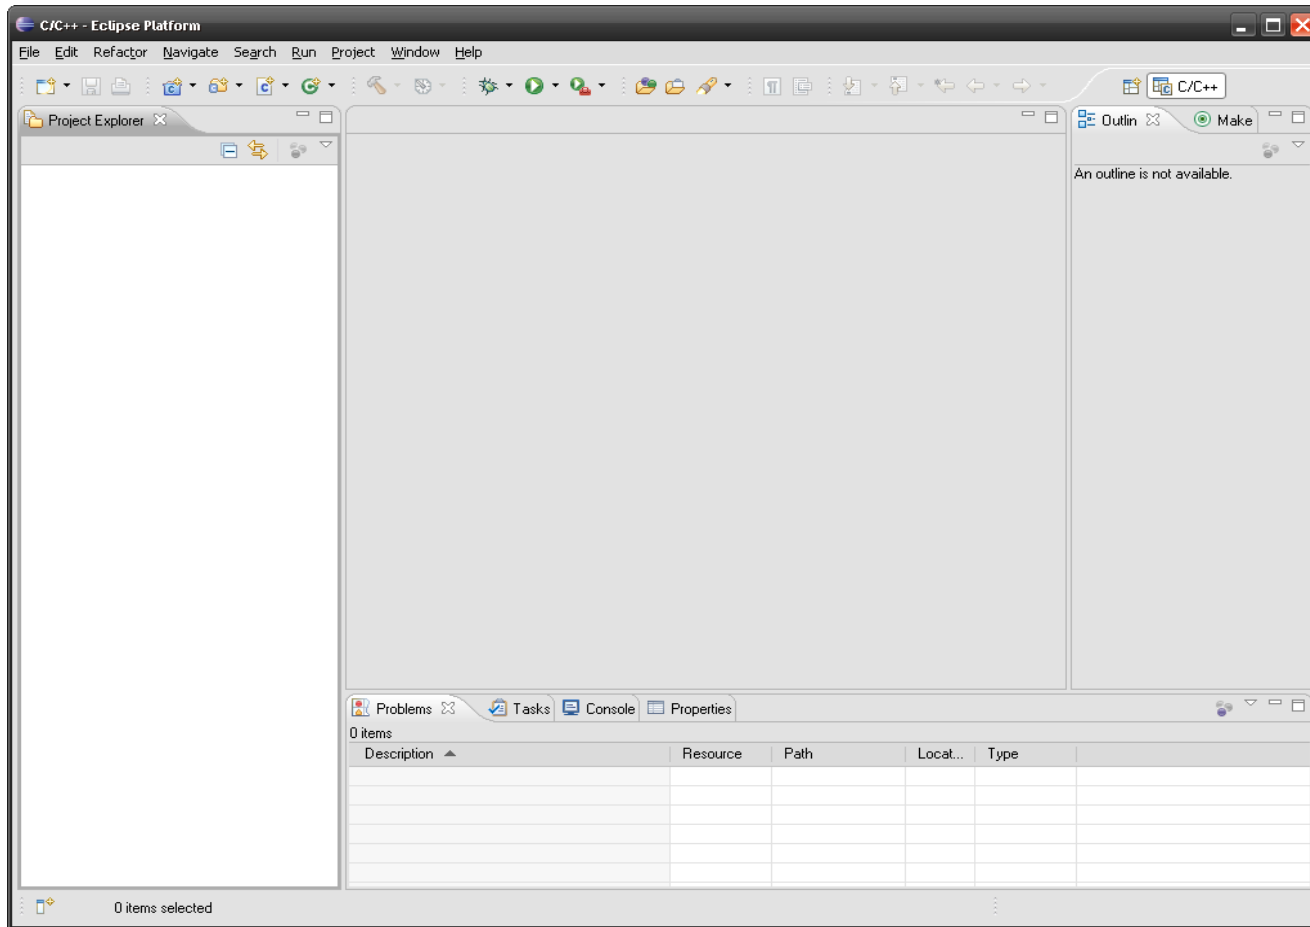 C/C++ - Eclipse Platform
File Edit Refactor Navigate Search Run Project Window Help
C/C++
Project Explorer
Outlin Make
An outline is not available.
Problems Tasks Console Properties
0 items
Description Resource Path Locat... Type
0 items selected